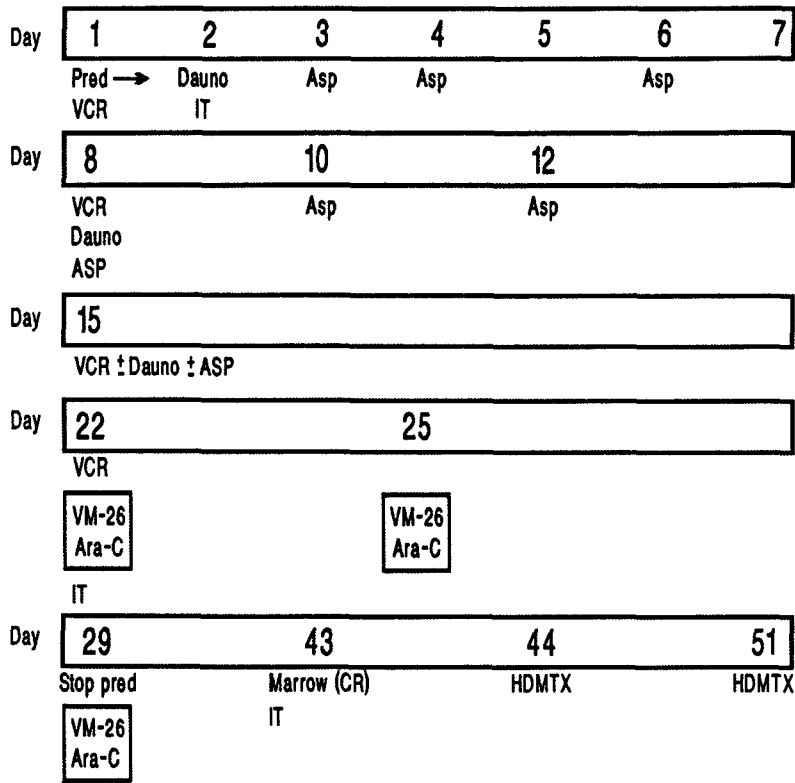 Day 1 2 3 4 5 6 7
Pred → Dauno Asp Asp Asp
VCR IT
Day 8 10 12
VCR Asp Asp
Dauno
ASP
Day 15
VCR ± Dauno ± ASP
Day 22 25
VCR
VM-26 VM-26
Ara-C Ara-C
IT
Day 29 43 44 51
Stop pred Marrow (CR) HDMTX HDMTX
VM-26 IT
Ara-C